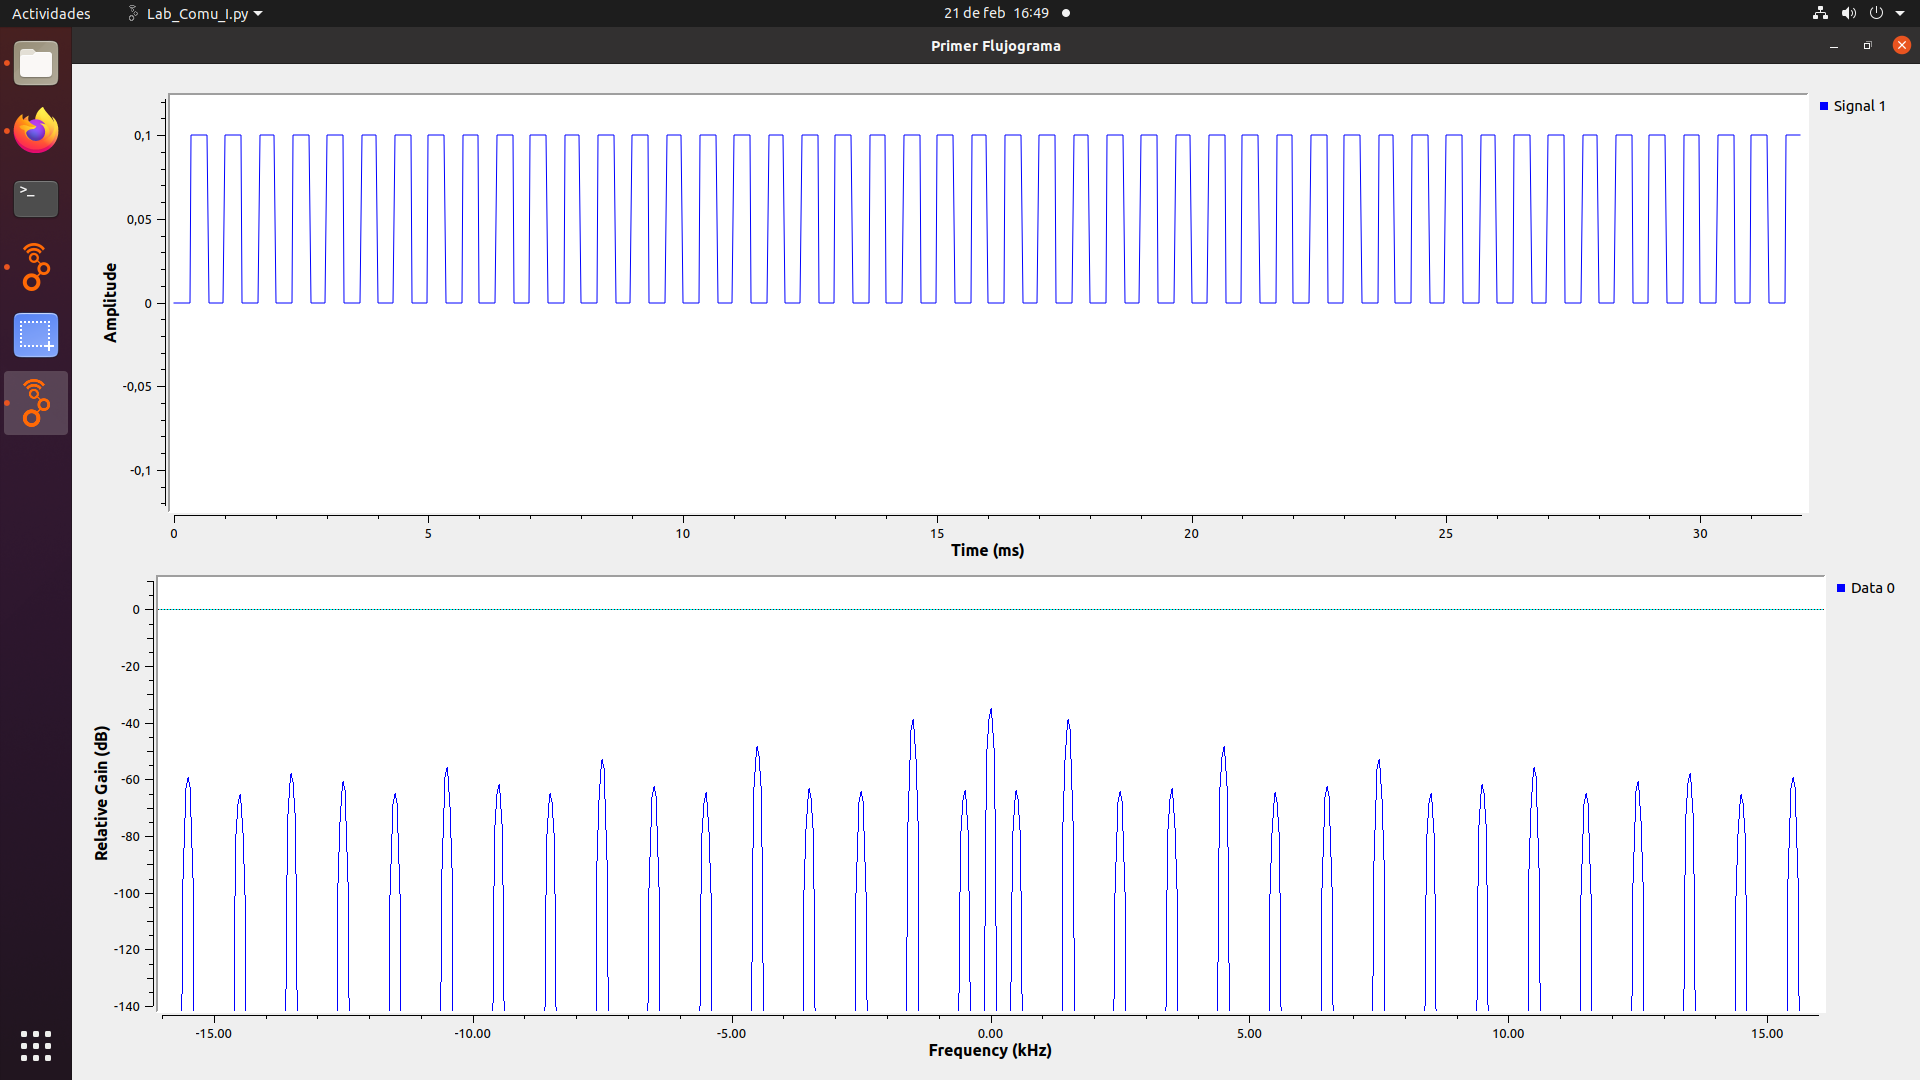 Actividades
Lab_Comu_I.py
21 de feb 16:49
Primer Flujograma
>_
Signal 1
0,1
0,05
0
-0,05
-0,1
Amplitude
0 5 10 15 20 25 30
Time (ms)
Data 0
0
-20
-40
-60
-80
-100
-120
-140
Relative Gain (dB)
-15.00 -10.00 -5.00 0.00 5.00 10.00 15.00
Frequency (kHz)